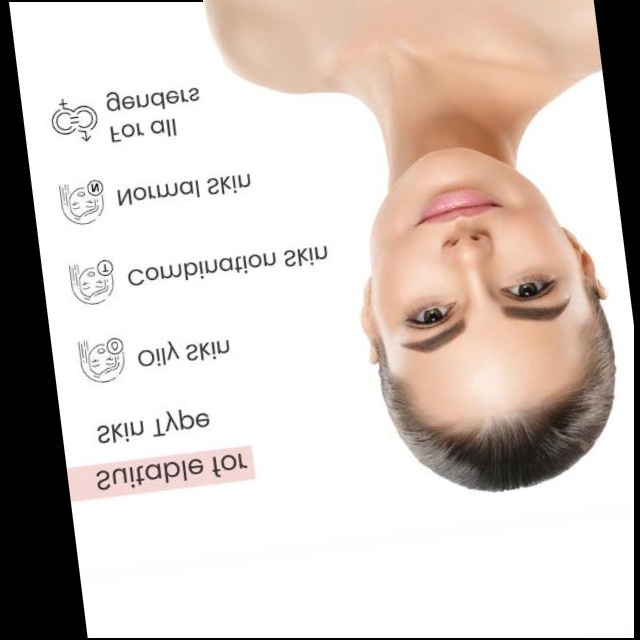 Suitable for
Skin Type
Oily Skin
Combination Skin
Normal Skin
For all
genders